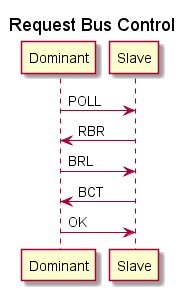 Request Bus Control
Dominant Slave
POLL
RBR
BRL
BCT
OK
Dominant Slave